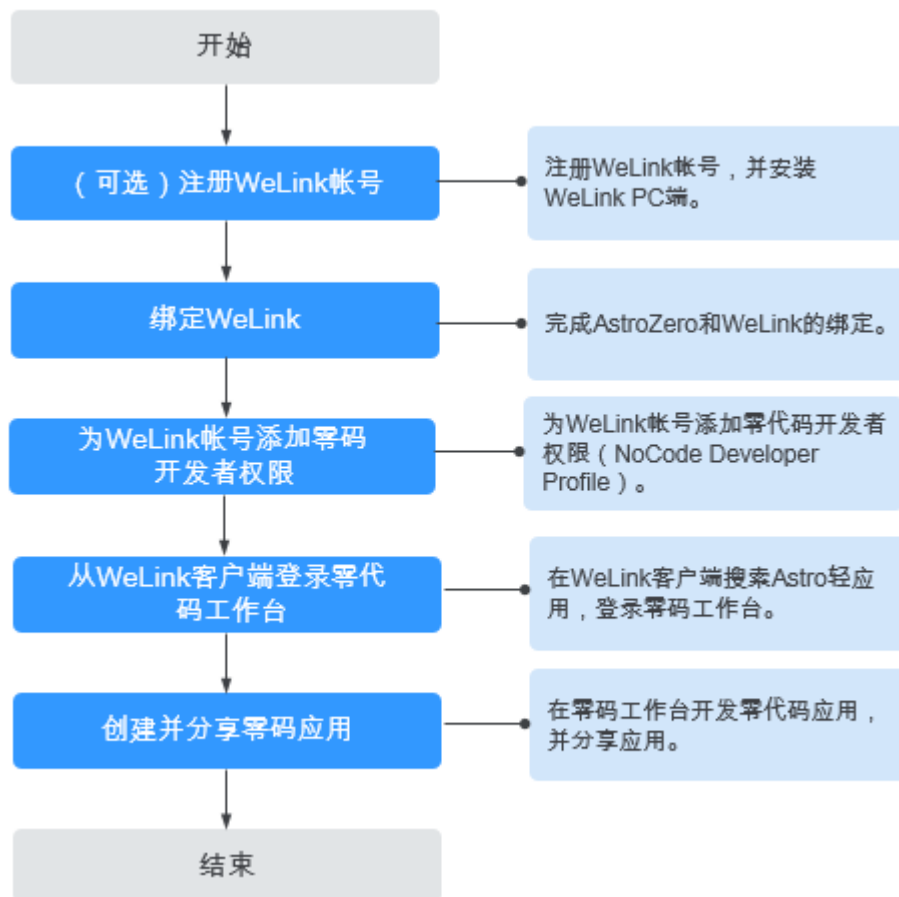 开始
（可选）注册WeLink帐号
注册WeLink帐号，并安装
WeLink PC端。
绑定WeLink
完成AstroZero和WeLink的绑定。
为WeLink帐号添加零码
开发者权限
为WeLink帐号添加零代码开发者
权限（NoCode Developer
Profile）。
从WeLink客户端登录零代
码工作台
在WeLink客户端搜索Astro轻应
用，登录零码工作台。
创建并分享零码应用
在零码工作台开发零代码应用，
并分享应用。
结束